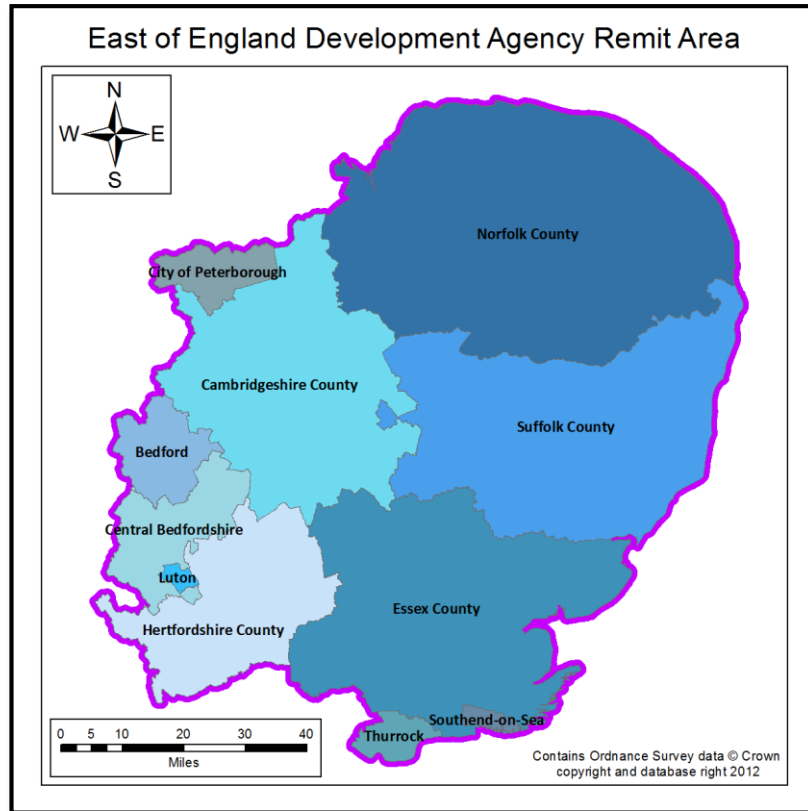 East of England Development Agency Remit Area
N
W E
S
Norfolk County
City of Peterborough
Cambridgeshire County
Suffolk County
Bedford
Central Bedfordshire
Luton
Essex County
Hertfordshire County
Southend-on-Sea
Thurrock
0 5 10 20 30 40
Miles
Contains Ordnance Survey data © Crown
copyright and database right 2012